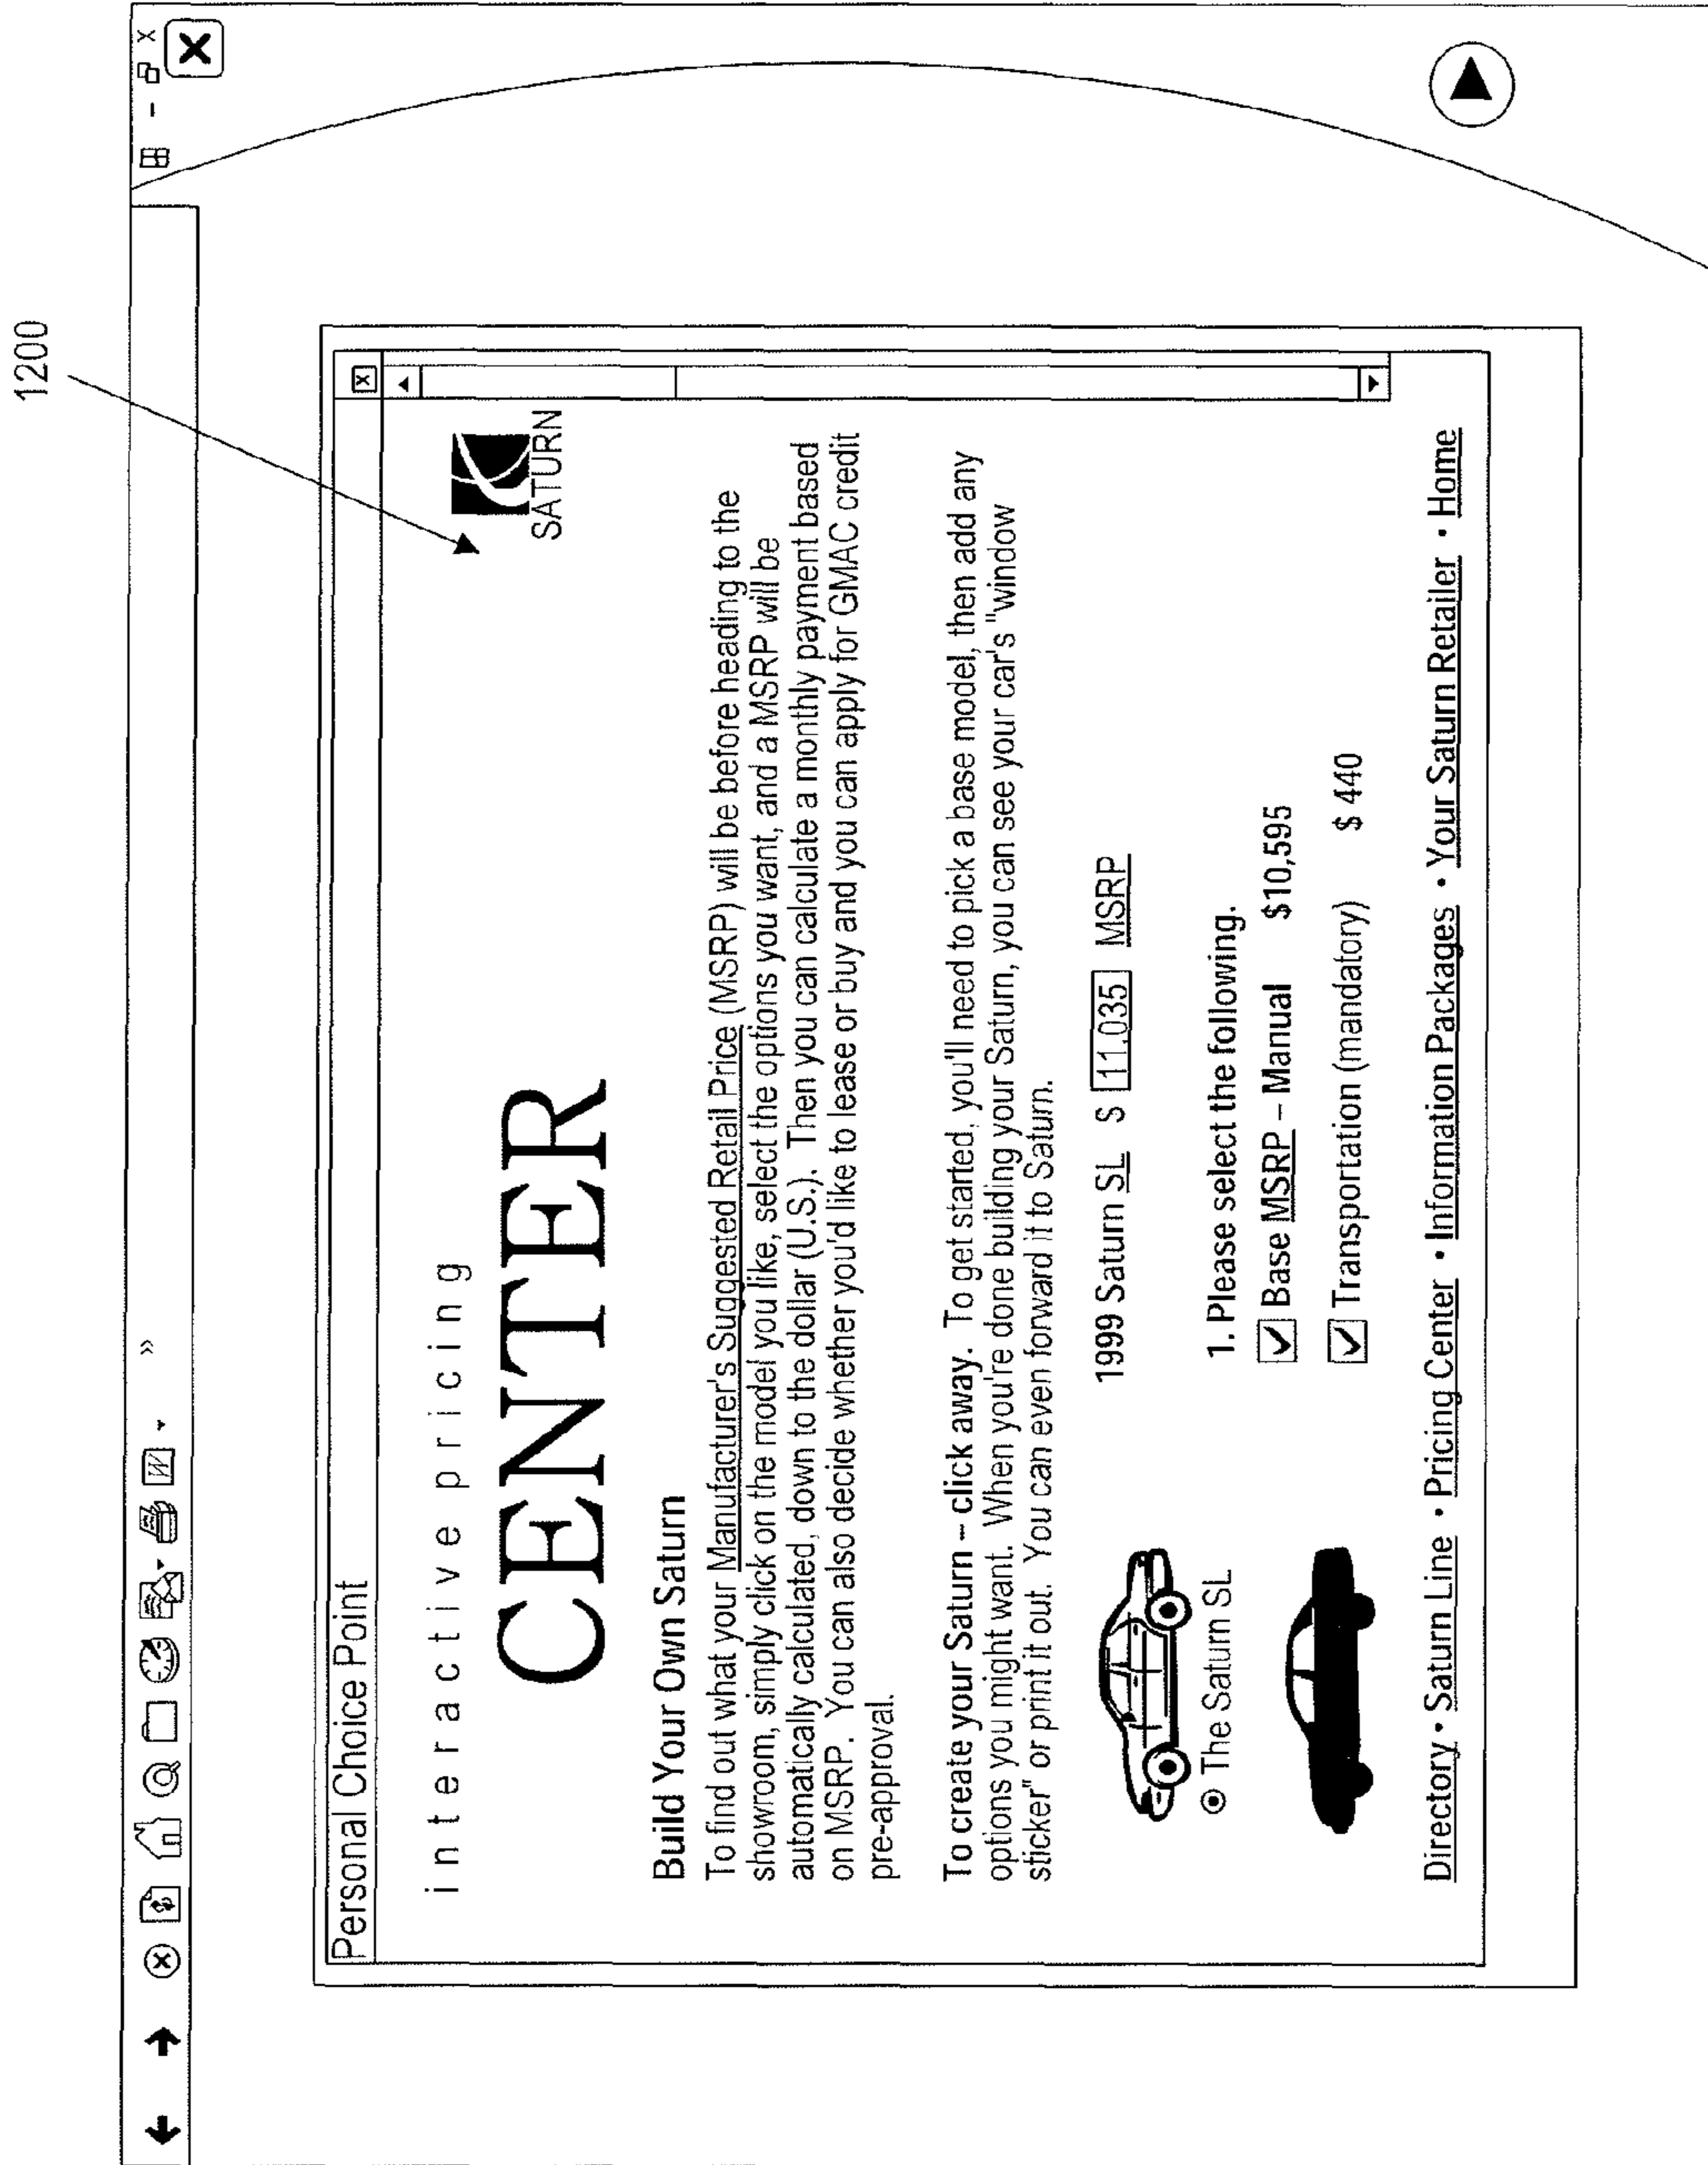 1200
X
»
X
Personal Choice Point
X
interactive pricing
CENTER
SATURN
Build Your Own Saturn
To find out what your Manufacturer's Suggested Retail Price (MSRP) will be before heading to the
showroom, simply click on the model you like, select the options you want, and a MSRP will be
automatically calculated, down to the dollar (U.S.). Then you can calculate a monthly payment based
on MSRP. You can also decide whether you'd like to lease or buy and you can apply for GMAC credit
pre-approval.
To create your Saturn – click away. To get started, you'll need to pick a base model, then add any
options you might want. When you're done building your Saturn, you can see your car's "window
sticker" or print it out. You can even forward it to Saturn.
1999 Saturn SL $ 11,035 MSRP
The Saturn SL
1. Please select the following.
Base MSRP – Manual $10,595
Transportation (mandatory) $ 440
Directory • Saturn Line • Pricing Center • Information Packages • Your Saturn Retailer • Home